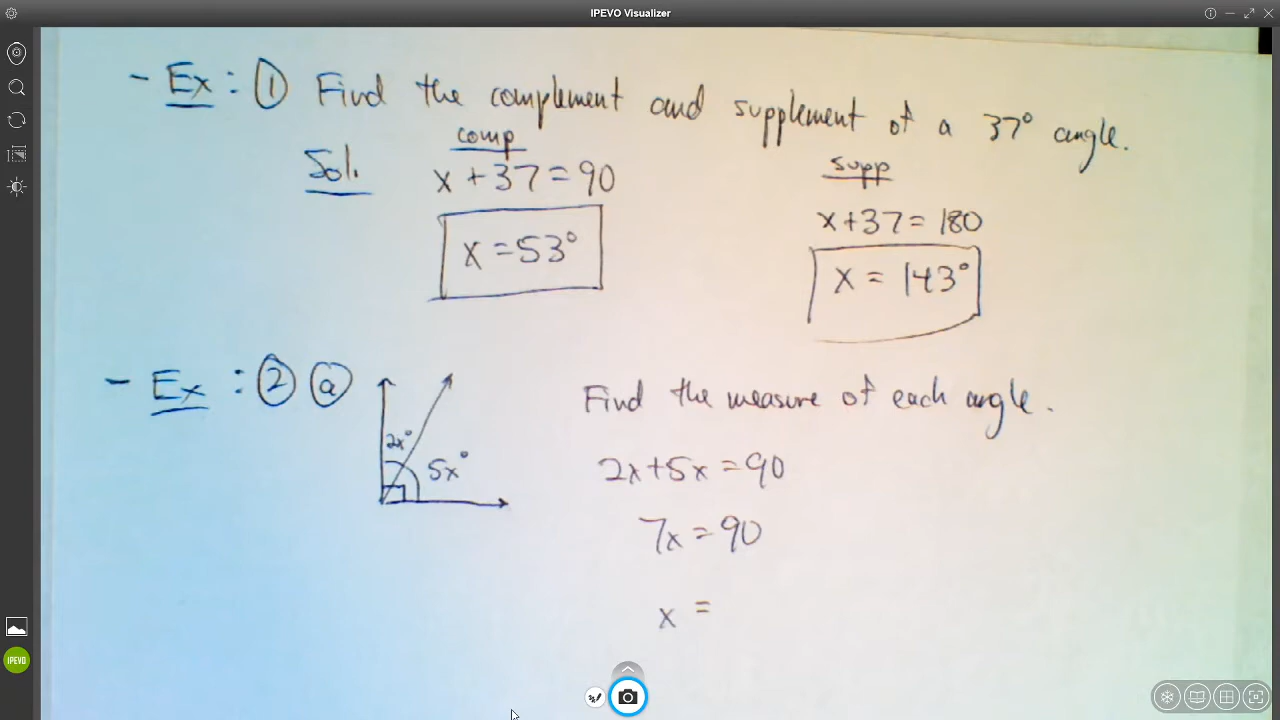 IPEVO Visualizer
- Ex: ① Find the complement and supplement of a 37° angle.
Sol.
comp
x + 37 = 90
x = 53°
supp
x + 37 = 180
x = 143°
- Ex: ② ⓐ
2x°
5x°
Find the measure of each angle.
2x + 5x = 90
7x = 90
x =
IPEVO